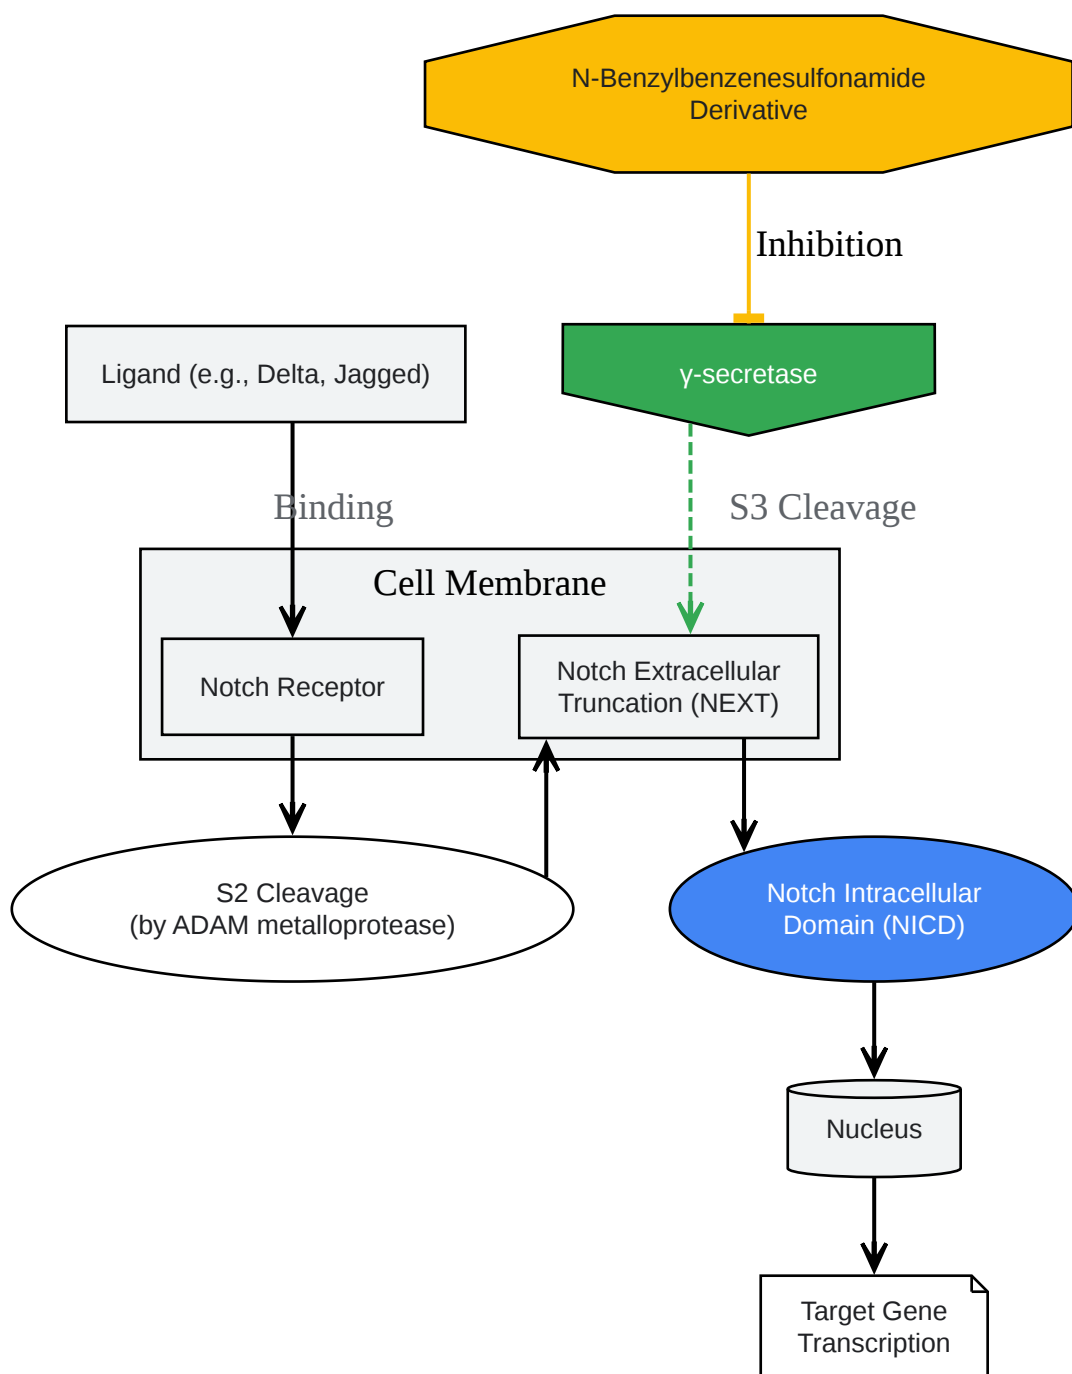 N-Benzylbenzenesulfonamide
Derivative
Inhibition
Ligand (e.g., Delta, Jagged)
γ-secretase
Binding
S3 Cleavage
Cell Membrane
Notch Receptor
Notch Extracellular
Truncation (NEXT)
S2 Cleavage
(by ADAM metalloprotease)
Notch Intracellular
Domain (NICD)
Nucleus
Target Gene
Transcription